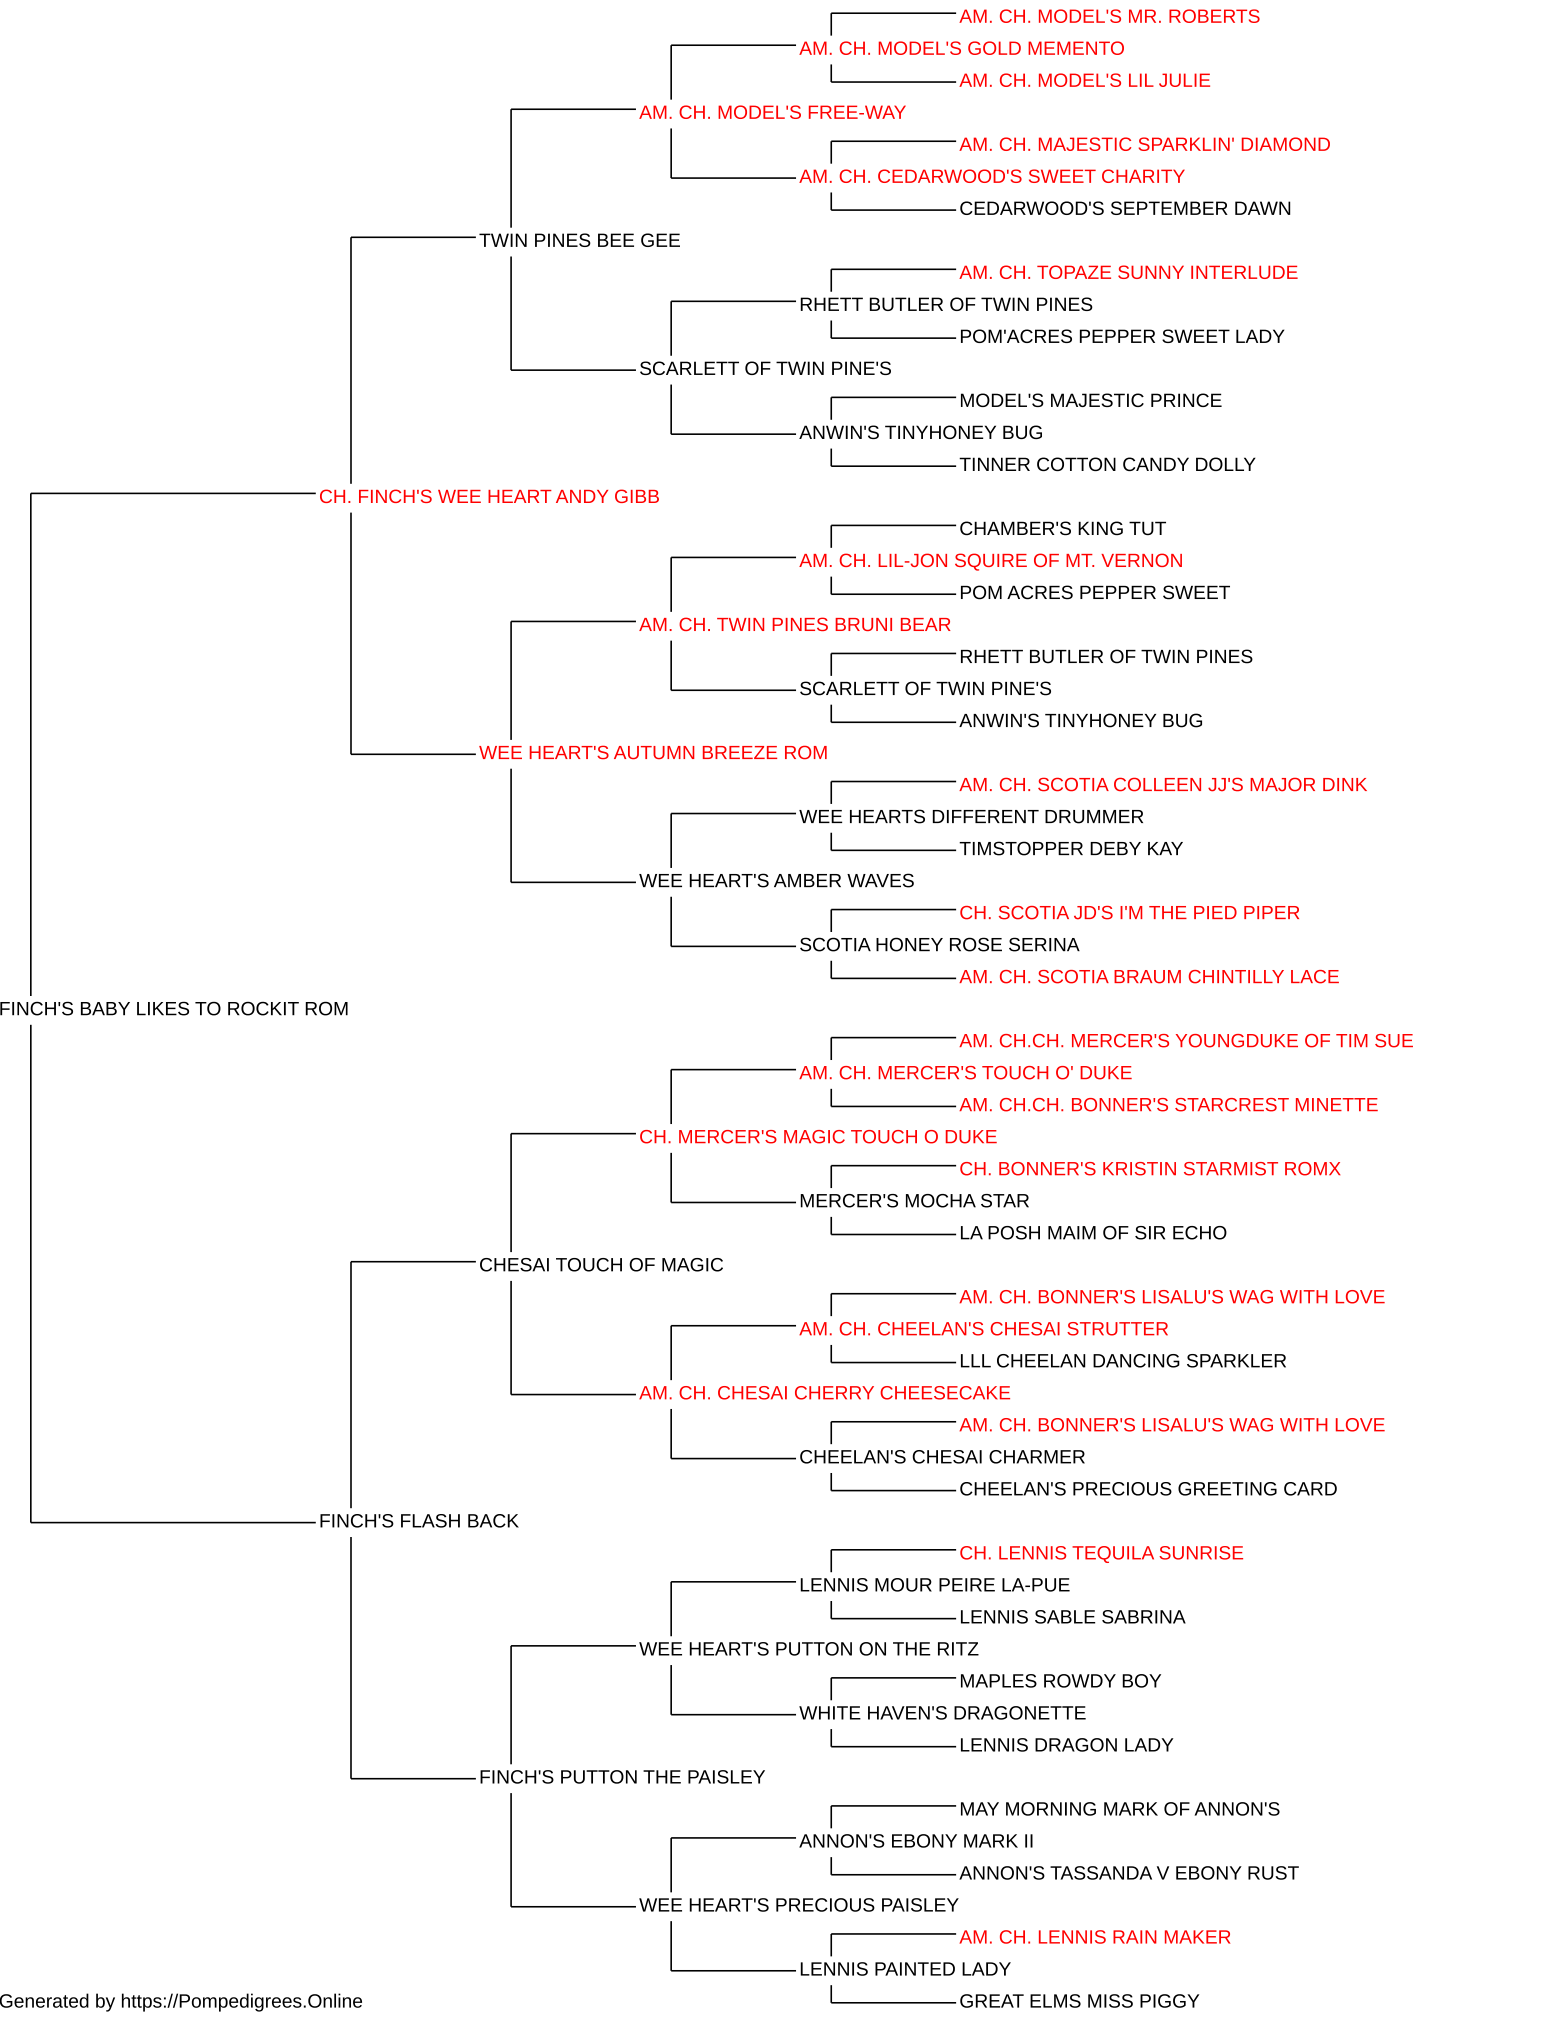 AM. CH. MODEL'S MR. ROBERTS
AM. CH. MODEL'S GOLD MEMENTO
AM. CH. MODEL'S LIL JULIE
AM. CH. MODEL'S FREE-WAY
AM. CH. MAJESTIC SPARKLIN' DIAMOND
AM. CH. CEDARWOOD'S SWEET CHARITY
CEDARWOOD'S SEPTEMBER DAWN
TWIN PINES BEE GEE
AM. CH. TOPAZE SUNNY INTERLUDE
RHETT BUTLER OF TWIN PINES
POM'ACRES PEPPER SWEET LADY
SCARLETT OF TWIN PINE'S
MODEL'S MAJESTIC PRINCE
ANWIN'S TINYHONEY BUG
TINNER COTTON CANDY DOLLY
CH. FINCH'S WEE HEART ANDY GIBB
CHAMBER'S KING TUT
AM. CH. LIL-JON SQUIRE OF MT. VERNON
POM ACRES PEPPER SWEET
AM. CH. TWIN PINES BRUNI BEAR
RHETT BUTLER OF TWIN PINES
SCARLETT OF TWIN PINE'S
ANWIN'S TINYHONEY BUG
WEE HEART'S AUTUMN BREEZE ROM
AM. CH. SCOTIA COLLEEN JJ'S MAJOR DINK
WEE HEARTS DIFFERENT DRUMMER
TIMSTOPPER DEBY KAY
WEE HEART'S AMBER WAVES
CH. SCOTIA JD'S I'M THE PIED PIPER
SCOTIA HONEY ROSE SERINA
AM. CH. SCOTIA BRAUM CHINTILLY LACE
FINCH'S BABY LIKES TO ROCKIT ROM
AM. CH.CH. MERCER'S YOUNGDUKE OF TIM SUE
AM. CH. MERCER'S TOUCH O' DUKE
AM. CH.CH. BONNER'S STARCREST MINETTE
CH. MERCER'S MAGIC TOUCH O DUKE
CH. BONNER'S KRISTIN STARMIST ROMX
MERCER'S MOCHA STAR
LA POSH MAIM OF SIR ECHO
CHESAI TOUCH OF MAGIC
AM. CH. BONNER'S LISALU'S WAG WITH LOVE
AM. CH. CHEELAN'S CHESAI STRUTTER
LLL CHEELAN DANCING SPARKLER
AM. CH. CHESAI CHERRY CHEESECAKE
AM. CH. BONNER'S LISALU'S WAG WITH LOVE
CHEELAN'S CHESAI CHARMER
CHEELAN'S PRECIOUS GREETING CARD
FINCH'S FLASH BACK
CH. LENNIS TEQUILA SUNRISE
LENNIS MOUR PEIRE LA-PUE
LENNIS SABLE SABRINA
WEE HEART'S PUTTON ON THE RITZ
MAPLES ROWDY BOY
WHITE HAVEN'S DRAGONETTE
LENNIS DRAGON LADY
FINCH'S PUTTON THE PAISLEY
MAY MORNING MARK OF ANNON'S
ANNON'S EBONY MARK II
ANNON'S TASSANDA V EBONY RUST
WEE HEART'S PRECIOUS PAISLEY
AM. CH. LENNIS RAIN MAKER
LENNIS PAINTED LADY
GREAT ELMS MISS PIGGY
Generated by https://Pompedigrees.Online